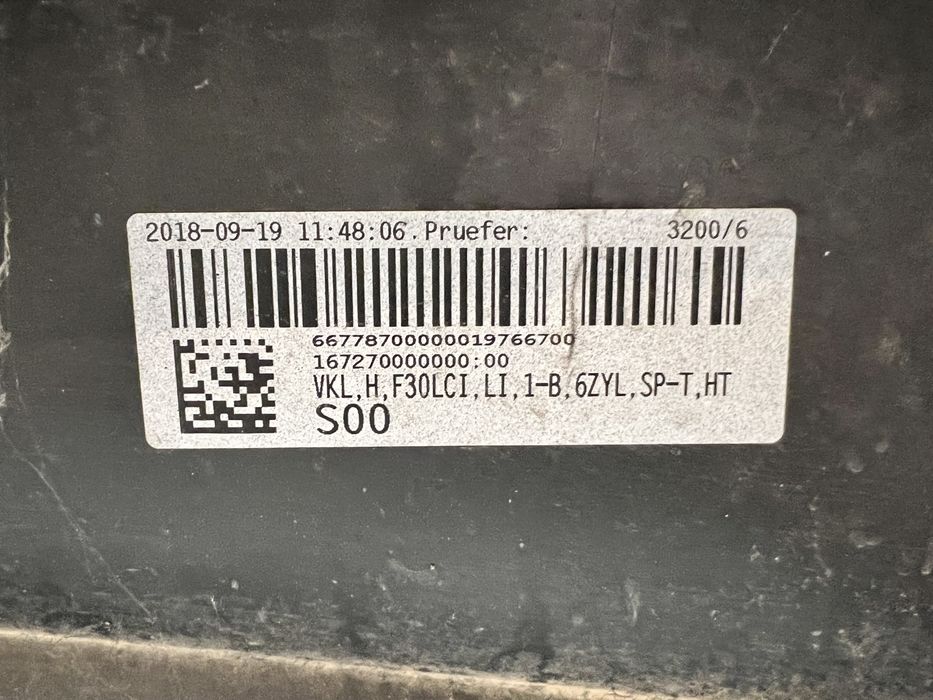 2018-09-19 11:48:06.Pruefer: 3200/6
66778700000019766700
167270000000;00
VKL,H,F30LCI,LI,1-B,6ZYL,SP-T,HT
S00